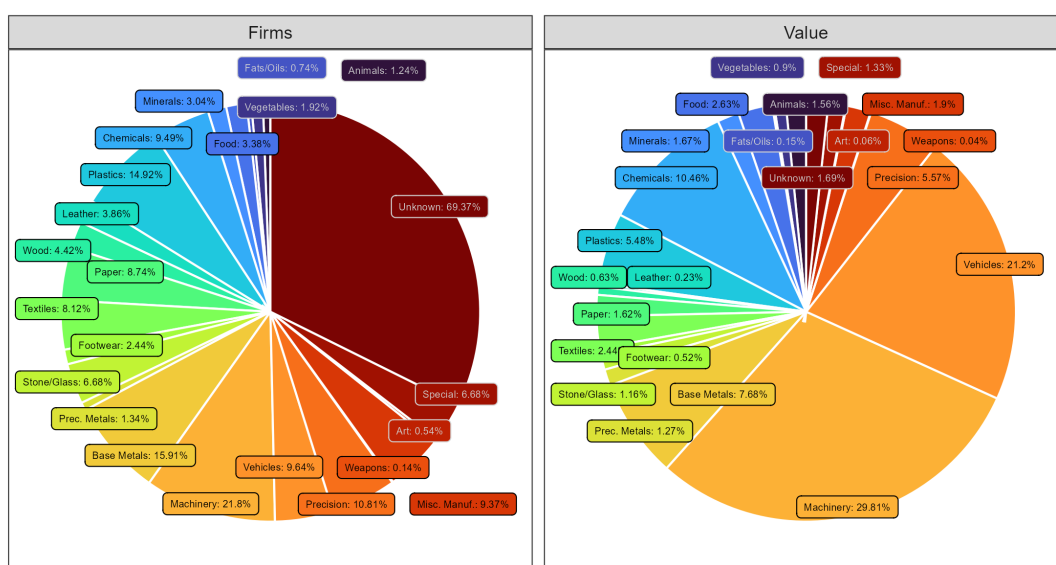 Firms
Fats/Oils: 0.74%
Animals: 1.24%
Minerals: 3.04%
Vegetables: 1.92%
Chemicals: 9.49%
Food: 3.38%
Plastics: 14.92%
Unknown: 69.37%
Leather: 3.86%
Wood: 4.42%
Paper: 8.74%
Textiles: 8.12%
Footwear: 2.44%
Stone/Glass: 6.68%
Special: 6.68%
Prec. Metals: 1.34%
Art: 0.54%
Base Metals: 15.91%
Vehicles: 9.64%
Weapons: 0.14%
Machinery: 21.8%
Precision: 10.81%
Misc. Manuf.: 9.37%
Value
Vegetables: 0.9%
Special: 1.33%
Food: 2.63%
Animals: 1.56%
Misc. Manuf.: 1.9%
Minerals: 1.67%
Fats/Oils: 0.15%
Art: 0.06%
Weapons: 0.04%
Chemicals: 10.46%
Unknown: 1.69%
Precision: 5.57%
Plastics: 5.48%
Vehicles: 21.2%
Wood: 0.63%
Leather: 0.23%
Paper: 1.62%
Textiles: 2.44
Footwear: 0.52%
Stone/Glass: 1.16%
Base Metals: 7.68%
Prec. Metals: 1.27%
Machinery: 29.81%